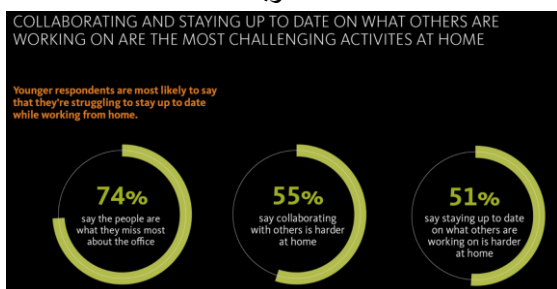 COLLABORATING AND STAYING UP TO DATE ON WHAT OTHERS ARE
WORKING ON ARE THE MOST CHALLENGING ACTIVITES AT HOME
Younger respondents are most likely to say
that they're struggling to stay up to date
while working from home.
74%
say the people are
what they miss most
about the office
55%
say collaborating
with others is harder
at home
51%
say staying up to date
on what others are
working on is harder
at home